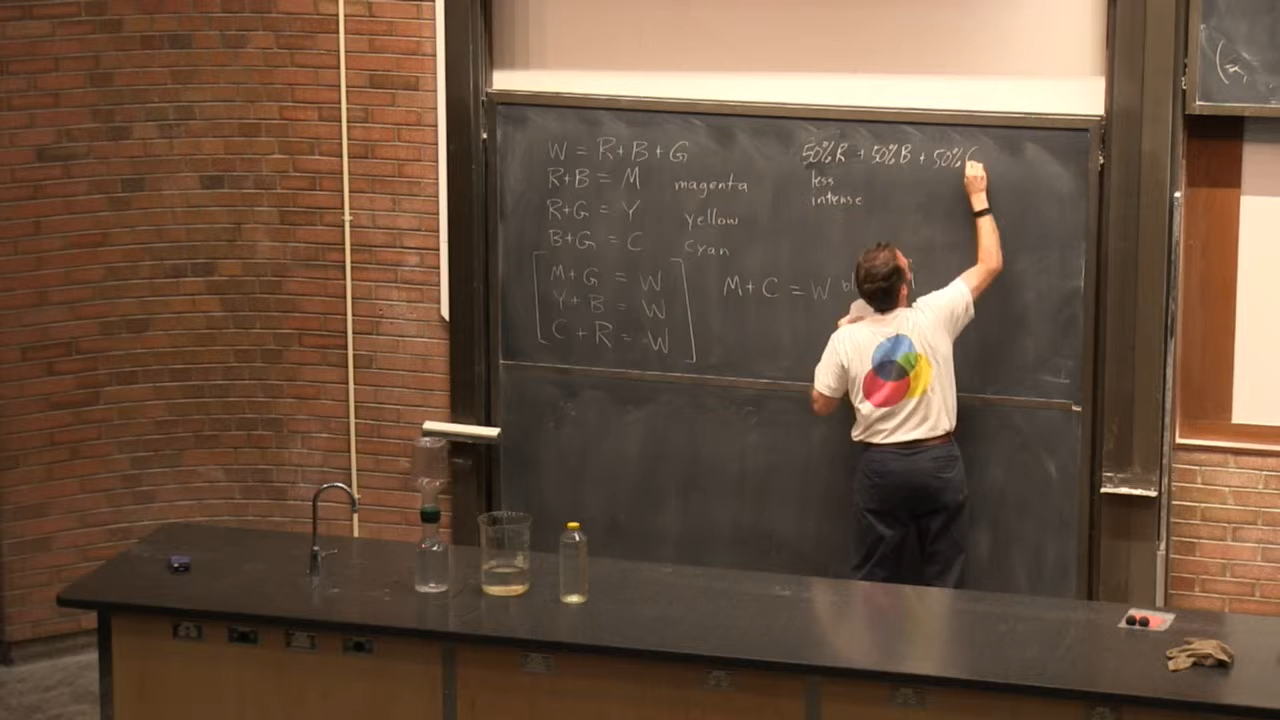 W = R+B+G
R+B = M magenta
R+G = Y yellow
B+G = C cyan
M+G = W
Y+B = W
C+R = W
50%R + 50%B + 50%
less
intense
M+C = W